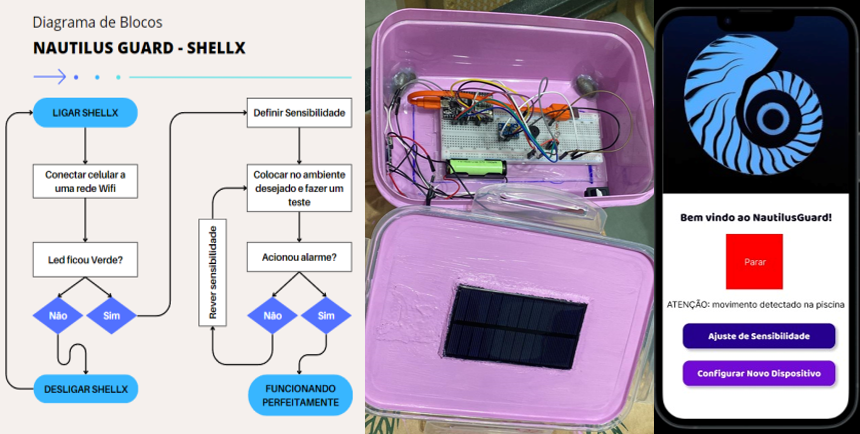 Diagrama de Blocos
NAUTILUS GUARD - SHELLX
LIGAR SHELLX
Conectar celular a
uma rede Wifi
Led ficou Verde?
Não
Sim
DESLIGAR SHELLX
Definir Sensibilidade
Colocar no ambiente
desejado e fazer um
teste
Rever sensibilidade
Acionou alarme?
Não
Sim
FUNCIONANDO
PERFEITAMENTE
Bem vindo ao NautilusGuard!
Parar
ATENÇÃO: movimento detectado na piscina
Ajuste de Sensibilidade
Configurar Novo Dispositivo